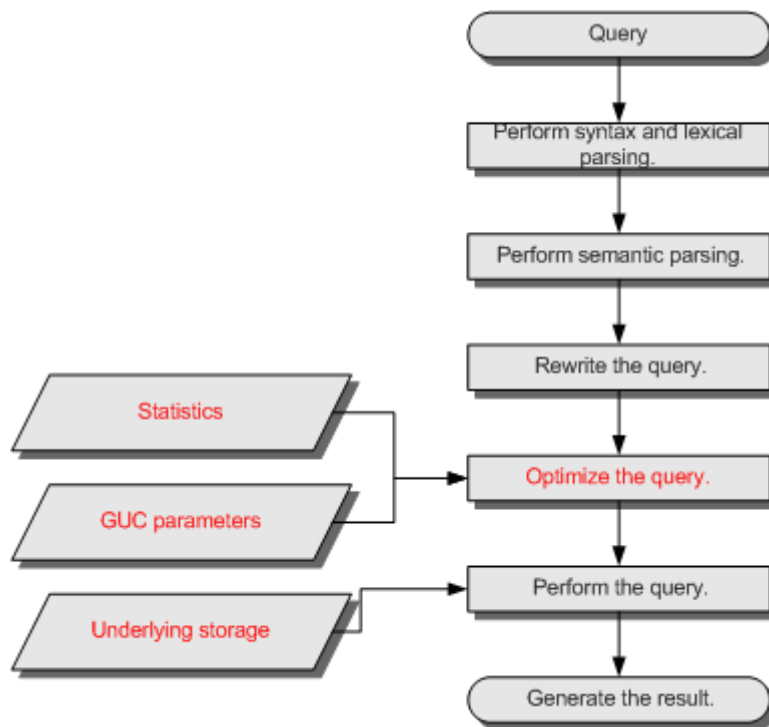 Query
Perform syntax and lexical
parsing.
Perform semantic parsing.
Rewrite the query.
Statistics
Optimize the query.
GUC parameters
Perform the query.
Underlying storage
Generate the result.